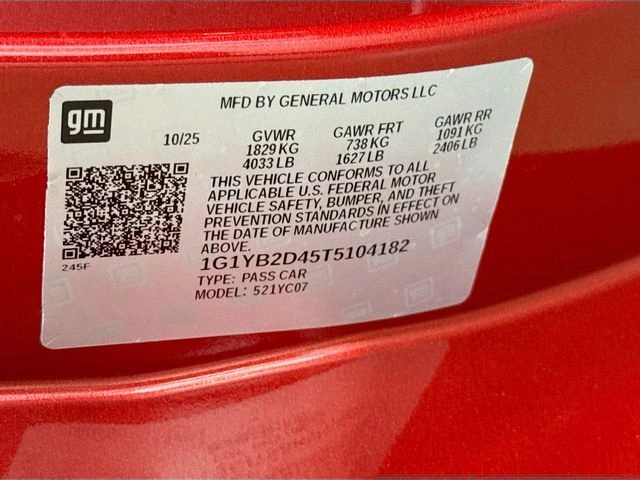 gm
MFD BY GENERAL MOTORS LLC
10/25 GVWR GAWR FRT GAWR RR
1829 KG 738 KG 1091 KG
4033 LB 1627 LB 2406 LB
THIS VEHICLE CONFORMS TO ALL
APPLICABLE U.S. FEDERAL MOTOR
VEHICLE SAFETY, BUMPER, AND THEFT
PREVENTION STANDARDS IN EFFECT ON
THE DATE OF MANUFACTURE SHOWN
ABOVE.
245F
1G1YB2D45T5104182
TYPE: PASS CAR
MODEL: 521YC07